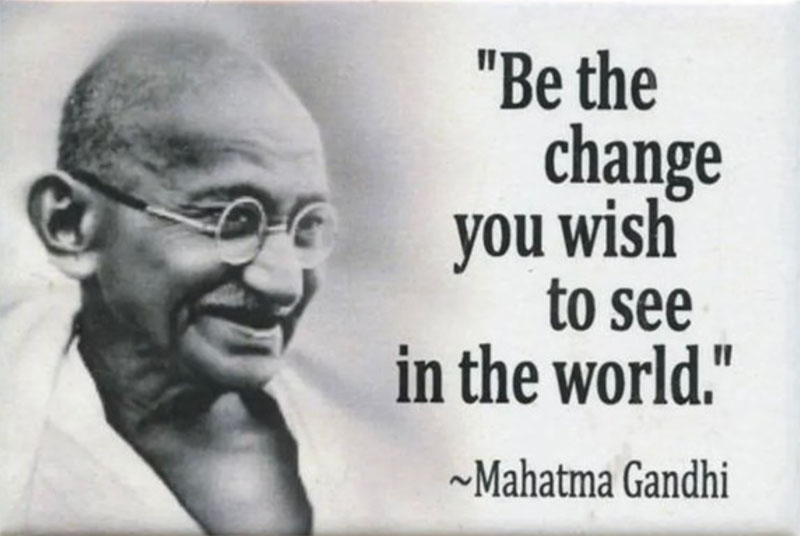 "Be the
change
you wish
to see
in the world."
~Mahatma Gandhi